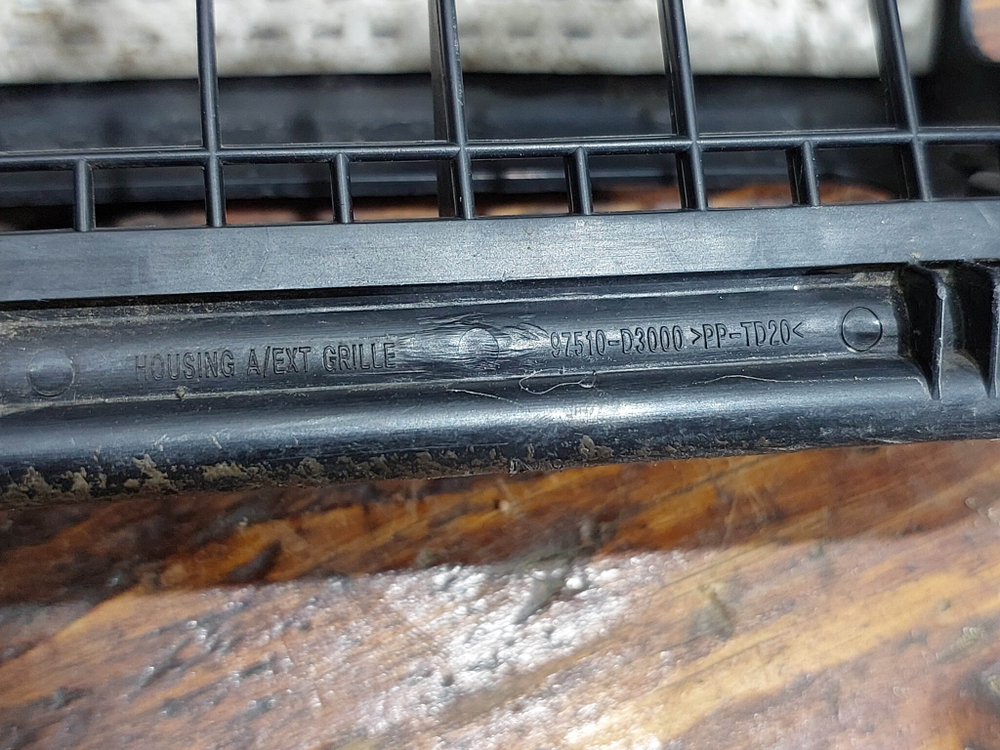 HOUSING A/EXT GRILLE 97510-D3000 >PP-TD20<